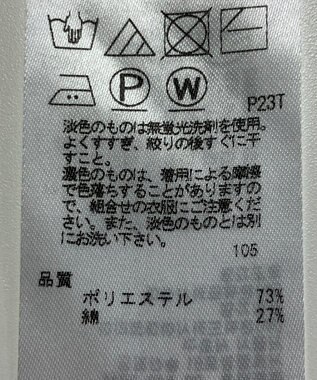 P
W
P23T
淡色のものは無蛍光洗剤を使用。
よくすすぎ、絞りの後すぐに干
すこと。
濃色のものは、着用による摩擦
で色落ちすることがありますの
で、組合せの衣服にご注意くだ
さい。また、淡色のものとは別
にお洗い下さい。
105
品質
ポリエステル 73%
綿 27%